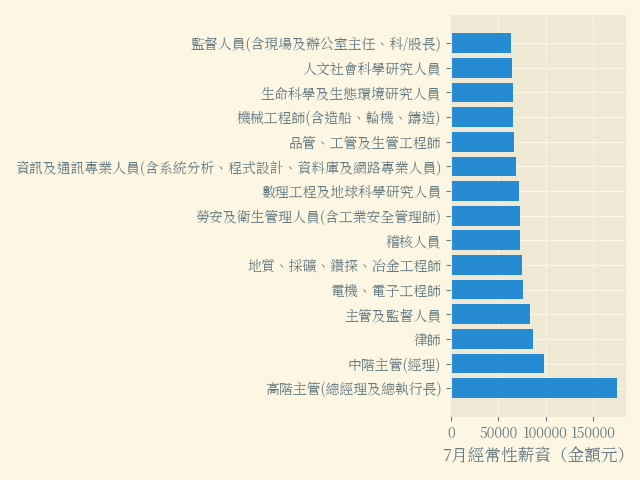 監督人員(含現場及辦公室主任、科/股長)
人文社會科學研究人員
生命科學及生態環境研究人員
機械工程師(含造船、輪機、鑄造)
品管、工管及生管工程師
資訊及通訊專業人員(含系統分析、程式設計、資料庫及網路專業人員)
數理工程及地球科學研究人員
勞安及衛生管理人員(含工業安全管理師)
稽核人員
地質、採礦、鑽探、冶金工程師
電機、電子工程師
主管及監督人員
律師
中階主管(經理)
高階主管(總經理及總執行長)
0 50000 100000 150000
7月經常性薪資（金額元）